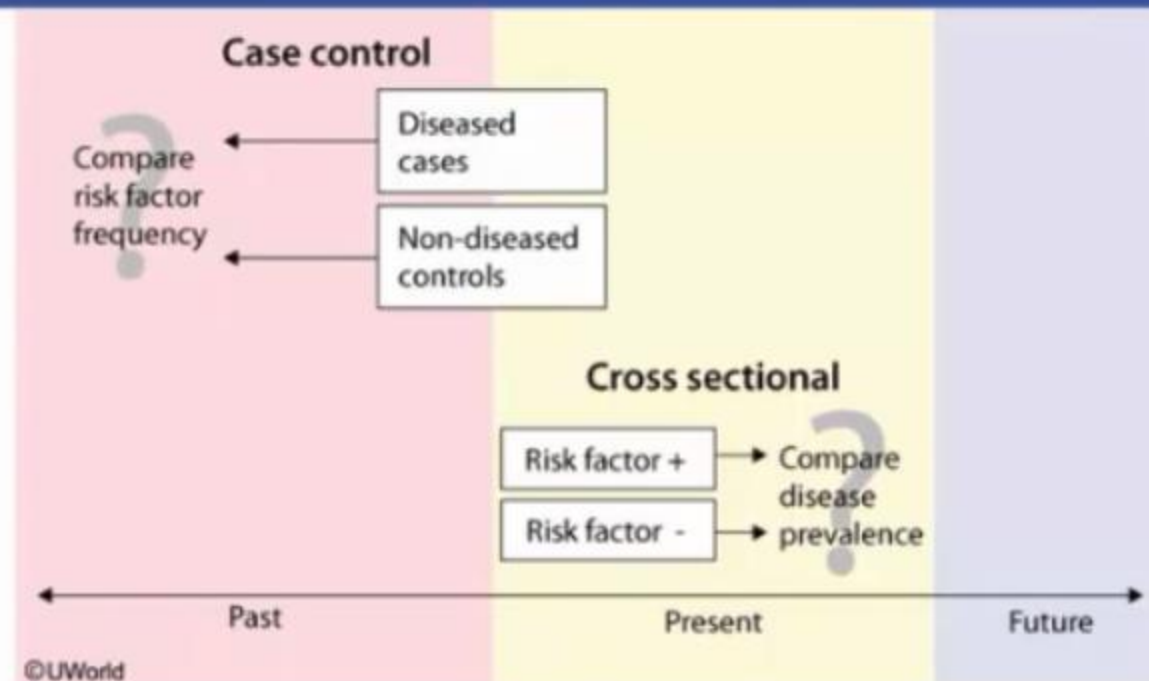 Case control
Diseased
cases
Compare
risk factor
frequency
Non-diseased
controls
Cross sectional
Risk factor +
Risk factor -
Compare
disease
prevalence
Past
Present
Future
©UWorld